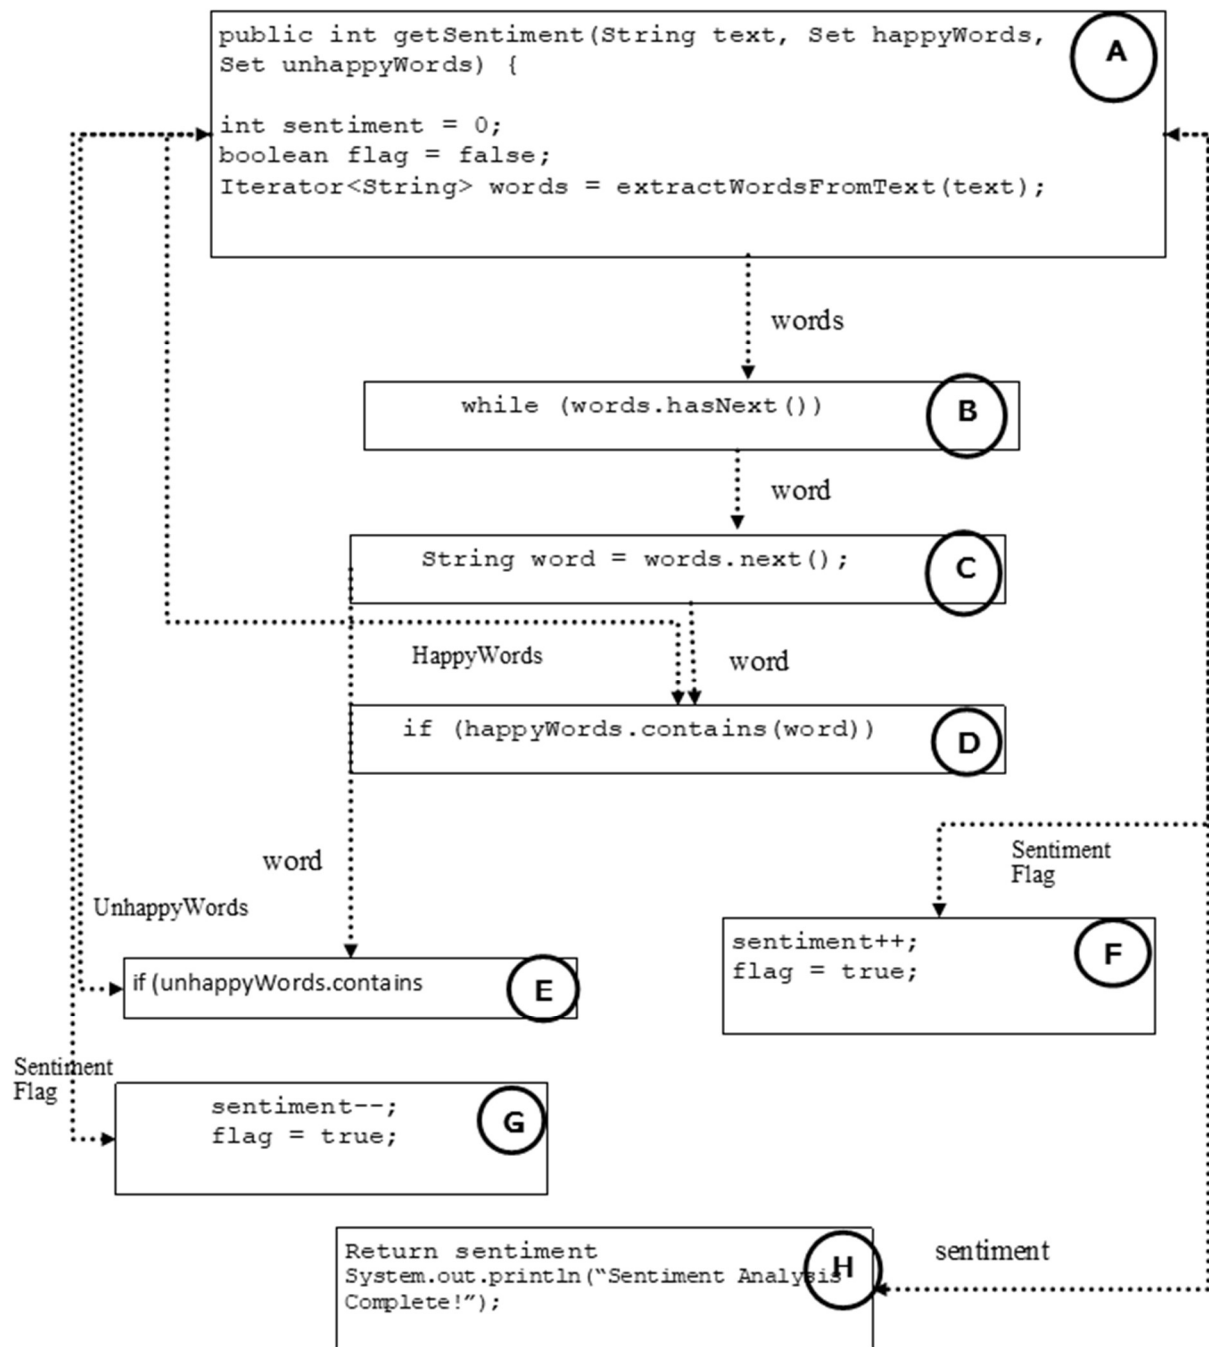 public int getSentiment(String text, Set happyWords,
Set unhappyWords) {
A
int sentiment = 0;
boolean flag = false;
Iterator<String> words = extractWordsFromText(text);
words
while (words.hasNext())
B
word
String word = words.next();
C
HappyWords
word
if (happyWords.contains(word))
D
word
Sentiment
Flag
UnhappyWords
sentiment++;
flag = true;
F
if (unhappyWords.contains
E
Sentiment
Flag
sentiment--;
flag = true;
G
Return sentiment
System.out.println(“Sentiment Analysis
Complete!”);
H
sentiment